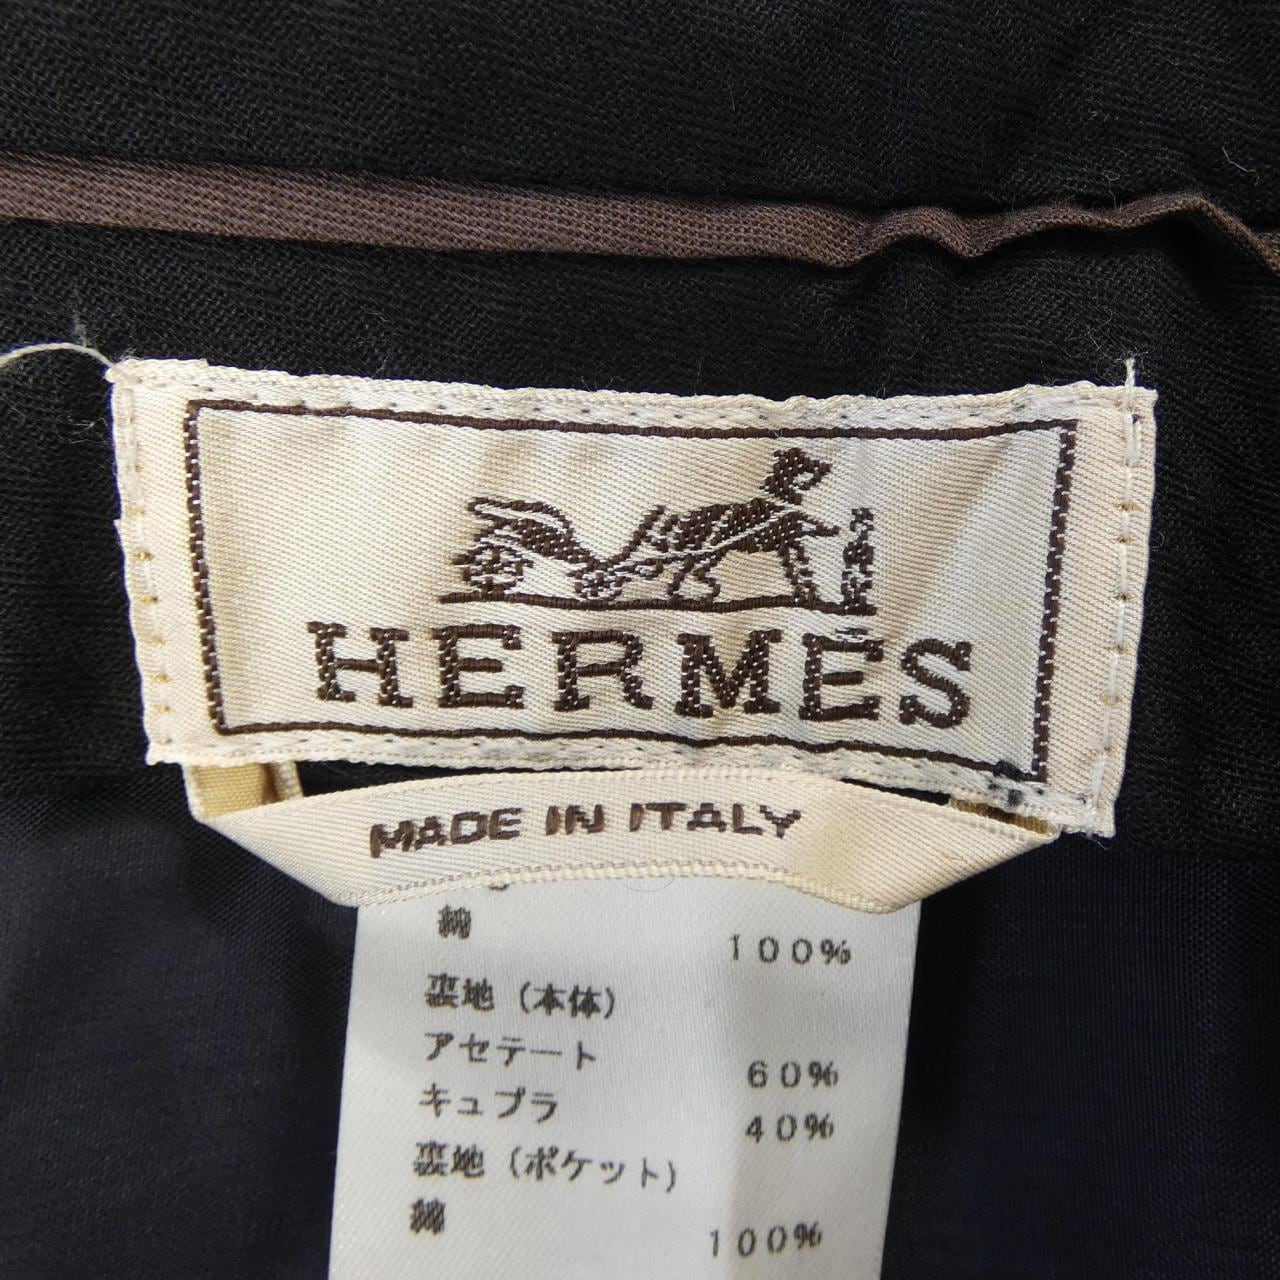 HERMÈS
MADE IN ITALY
綿 100%
裏地（本体）
アセテート 60%
キュプラ 40%
裏地（ポケット）
綿 100%